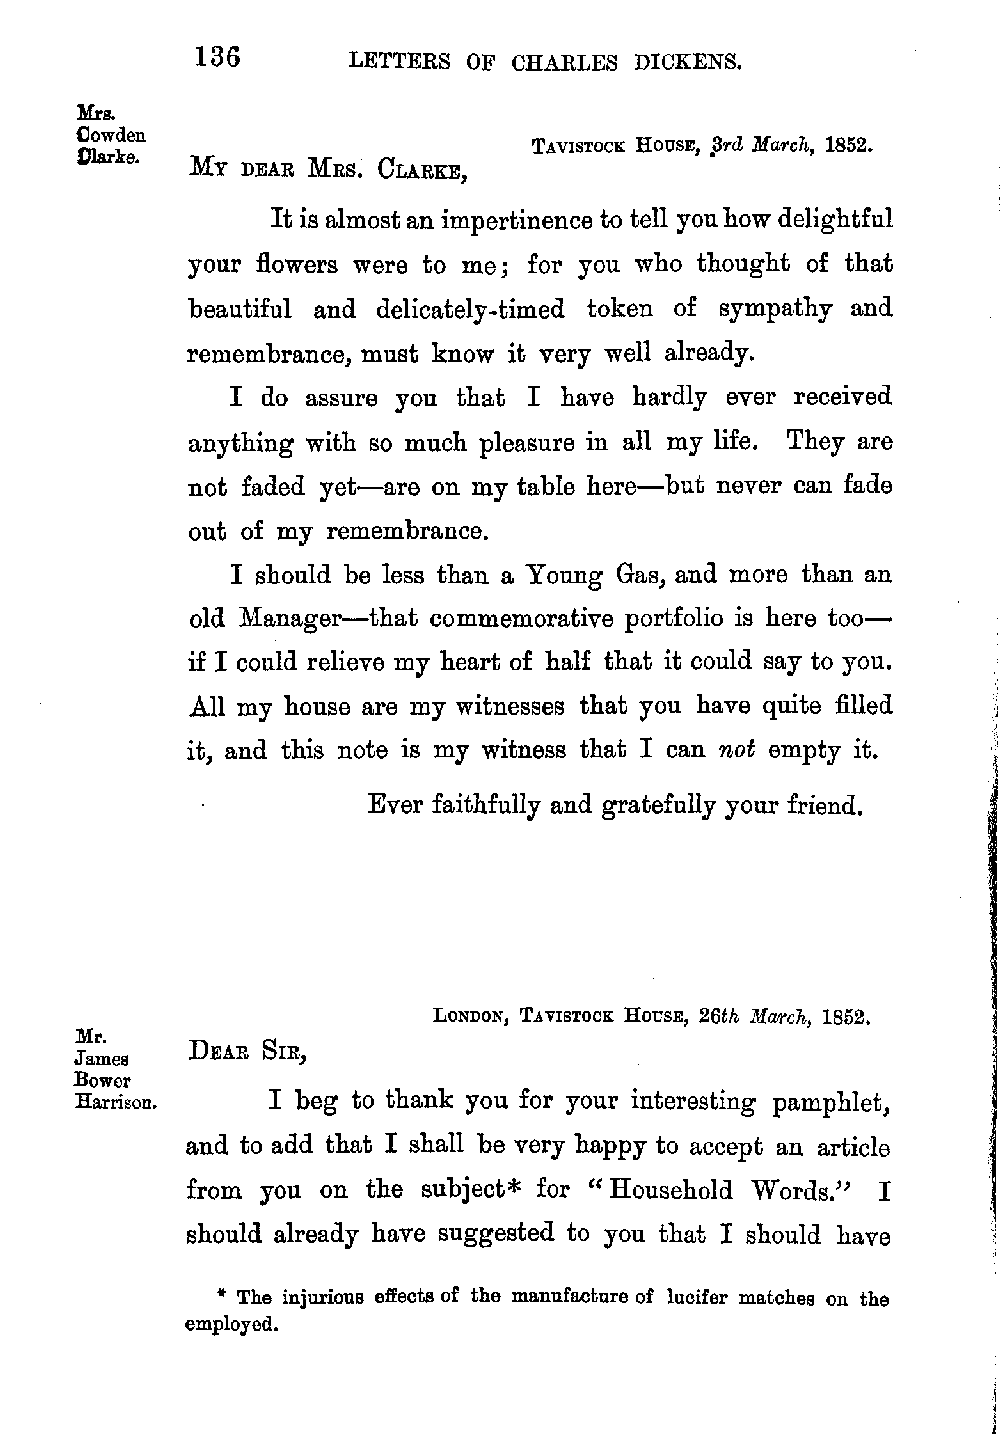 136 LETTERS OF CHARLES DICKENS.
Mrs.
Cowden
Clarke.
TAVISTOCK HOUSE, 3rd March, 1852.
MY DEAR MRS. CLARKE,
It is almost an impertinence to tell you how delightful
your flowers were to me; for you who thought of that
beautiful and delicately-timed token of sympathy and
remembrance, must know it very well already.
I do assure you that I have hardly ever received
anything with so much pleasure in all my life. They are
not faded yet—are on my table here—but never can fade
out of my remembrance.
I should be less than a Young Gas, and more than an
old Manager—that commemorative portfolio is here too—
if I could relieve my heart of half that it could say to you.
All my house are my witnesses that you have quite filled
it, and this note is my witness that I can not empty it.
Ever faithfully and gratefully your friend.
LONDON, TAVISTOCK HOUSE, 26th March, 1852.
Mr.
James
Bower
Harrison.
DEAR SIR,
I beg to thank you for your interesting pamphlet,
and to add that I shall be very happy to accept an article
from you on the subject* for “Household Words.” I
should already have suggested to you that I should have
* The injurious effects of the manufacture of lucifer matches on the
employed.